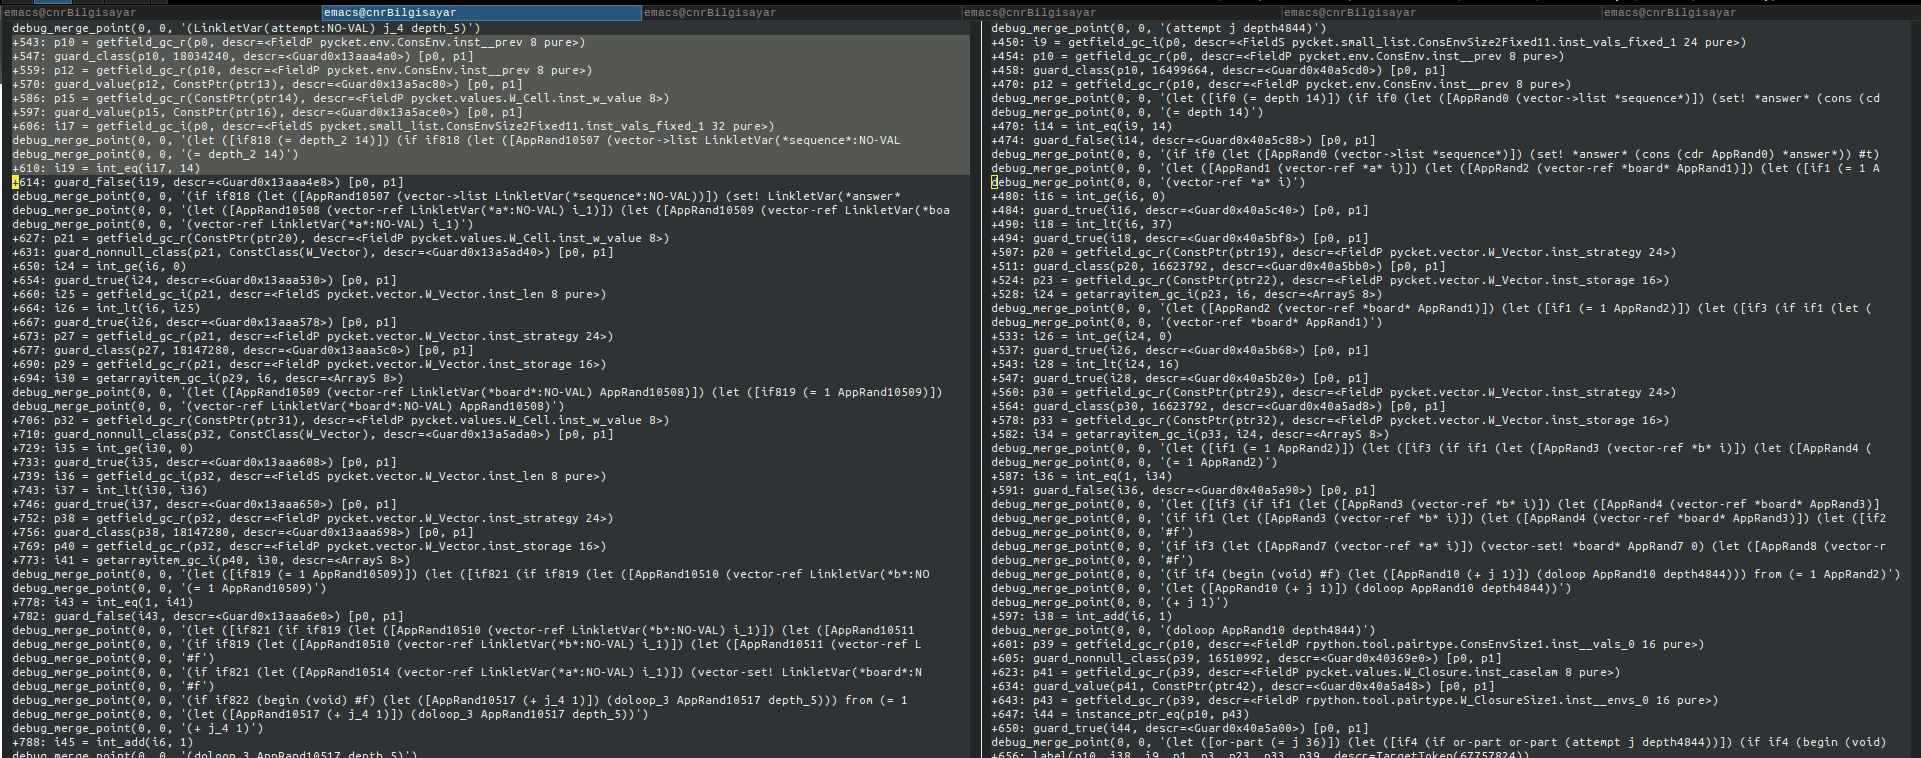 emacs@cnrBilgisayar
emacs@cnrBilgisayar
emacs@cnrBilgisayar
emacs@cnrBilgisayar
emacs@cnrBilgisayar
emacs@cnrBilgisayar
debug_merge_point(0, 0, '(LinkletVar(attempt:NO-VAL) j_4 depth_5)')
+543: p10 = getfield_gc_r(p0, descr=<FieldP pycket.env.ConsEnv.inst__prev 8 pure>)
+547: guard_class(p10, 18034240, descr=<Guard0x13aaa4a0>) [p0, p1]
+559: p12 = getfield_gc_r(p10, descr=<FieldP pycket.env.ConsEnv.inst__prev 8 pure>)
+570: guard_value(p12, ConstPtr(ptr13), descr=<Guard0x13a5ac80>) [p0, p1]
+586: p15 = getfield_gc_r(ConstPtr(ptr14), descr=<FieldP pycket.values.W_Cell.inst_w_value 8>)
+597: guard_value(p15, ConstPtr(ptr16), descr=<Guard0x13a5ace0>) [p0, p1]
+606: i17 = getfield_gc_i(p0, descr=<FieldS pycket.small_list.ConsEnvSize2Fixed11.inst_vals_fixed_1 32 pure>)
debug_merge_point(0, 0, '(let ([if818 (= depth_2 14)]) (if if818 (let ([AppRand10507 (vector->list LinkletVar(*sequence*:NO-VAL
debug_merge_point(0, 0, '(= depth_2 14)')
+610: i19 = int_eq(i17, 14)
+614: guard_false(i19, descr=<Guard0x13aaa4e8>) [p0, p1]
debug_merge_point(0, 0, '(if if818 (let ([AppRand10507 (vector->list LinkletVar(*sequence*:NO-VAL))]) (set! LinkletVar(*answer*
debug_merge_point(0, 0, '(let ([AppRand10508 (vector-ref LinkletVar(*a*:NO-VAL) i_1)]) (let ([AppRand10509 (vector-ref LinkletVar(*boa
debug_merge_point(0, 0, '(vector-ref LinkletVar(*a*:NO-VAL) i_1)')
+627: p21 = getfield_gc_r(ConstPtr(ptr20), descr=<FieldP pycket.values.W_Cell.inst_w_value 8>)
+631: guard_nonnull_class(p21, ConstClass(W_Vector), descr=<Guard0x13a5ad40>) [p0, p1]
+650: i24 = int_ge(i6, 0)
+654: guard_true(i24, descr=<Guard0x13aaa530>) [p0, p1]
+660: i25 = getfield_gc_i(p21, descr=<FieldS pycket.vector.W_Vector.inst_len 8 pure>)
+664: i26 = int_lt(i6, i25)
+667: guard_true(i26, descr=<Guard0x13aaa578>) [p0, p1]
+673: p27 = getfield_gc_r(p21, descr=<FieldP pycket.vector.W_Vector.inst_strategy 24>)
+677: guard_class(p27, 18147280, descr=<Guard0x13aaa5c0>) [p0, p1]
+690: p29 = getfield_gc_r(p21, descr=<FieldP pycket.vector.W_Vector.inst_storage 16>)
+694: i30 = getarrayitem_gc_i(p29, i6, descr=<ArrayS 8>)
debug_merge_point(0, 0, '(let ([AppRand10509 (vector-ref LinkletVar(*board*:NO-VAL) AppRand10508)]) (let ([if819 (= 1 AppRand10509)])
debug_merge_point(0, 0, '(vector-ref LinkletVar(*board*:NO-VAL) AppRand10508)')
+706: p32 = getfield_gc_r(ConstPtr(ptr31), descr=<FieldP pycket.values.W_Cell.inst_w_value 8>)
+710: guard_nonnull_class(p32, ConstClass(W_Vector), descr=<Guard0x13a5ada0>) [p0, p1]
+729: i35 = int_ge(i30, 0)
+733: guard_true(i35, descr=<Guard0x13aaa608>) [p0, p1]
+739: i36 = getfield_gc_i(p32, descr=<FieldS pycket.vector.W_Vector.inst_len 8 pure>)
+743: i37 = int_lt(i30, i36)
+746: guard_true(i37, descr=<Guard0x13aaa650>) [p0, p1]
+752: p38 = getfield_gc_r(p32, descr=<FieldP pycket.vector.W_Vector.inst_strategy 24>)
+756: guard_class(p38, 18147280, descr=<Guard0x13aaa698>) [p0, p1]
+769: p40 = getfield_gc_r(p32, descr=<FieldP pycket.vector.W_Vector.inst_storage 16>)
+773: i41 = getarrayitem_gc_i(p40, i30, descr=<ArrayS 8>)
debug_merge_point(0, 0, '(let ([if819 (= 1 AppRand10509)]) (let ([if821 (if if819 (let ([AppRand10510 (vector-ref LinkletVar(*b*:NO
debug_merge_point(0, 0, '(= 1 AppRand10509)')
+778: i43 = int_eq(1, i41)
+782: guard_false(i43, descr=<Guard0x13aaa6e0>) [p0, p1]
debug_merge_point(0, 0, '(let ([if821 (if if819 (let ([AppRand10510 (vector-ref LinkletVar(*b*:NO-VAL) i_1)]) (let ([AppRand10511
debug_merge_point(0, 0, '(if if819 (let ([AppRand10510 (vector-ref LinkletVar(*b*:NO-VAL) i_1)]) (let ([AppRand10511 (vector-ref L
debug_merge_point(0, 0, '#f')
debug_merge_point(0, 0, '(if if821 (let ([AppRand10514 (vector-ref LinkletVar(*a*:NO-VAL) i_1)]) (vector-set! LinkletVar(*board*:N
debug_merge_point(0, 0, '#f')
debug_merge_point(0, 0, '(if if822 (begin (void) #f) (let ([AppRand10517 (+ j_4 1)]) (doloop_3 AppRand10517 depth_5))) from (= 1
debug_merge_point(0, 0, '(let ([AppRand10517 (+ j_4 1)]) (doloop_3 AppRand10517 depth_5))')
debug_merge_point(0, 0, '(+ j_4 1)')
+788: i45 = int_add(i6, 1)
debug_merge_point(0, 0, '(doloop_3 AppRand10517 depth_5)')
debug_merge_point(0, 0, '(attempt j depth4844)')
+450: i9 = getfield_gc_i(p0, descr=<FieldS pycket.small_list.ConsEnvSize2Fixed11.inst_vals_fixed_1 24 pure>)
+454: p10 = getfield_gc_r(p0, descr=<FieldP pycket.env.ConsEnv.inst__prev 8 pure>)
+458: guard_class(p10, 16499664, descr=<Guard0x40a5cd0>) [p0, p1]
+470: p12 = getfield_gc_r(p10, descr=<FieldP pycket.env.ConsEnv.inst__prev 8 pure>)
debug_merge_point(0, 0, '(let ([if0 (= depth 14)]) (if if0 (let ([AppRand0 (vector->list *sequence*)]) (set! *answer* (cons (cd
debug_merge_point(0, 0, '(= depth 14)')
+470: i14 = int_eq(i9, 14)
+474: guard_false(i14, descr=<Guard0x40a5c88>) [p0, p1]
debug_merge_point(0, 0, '(if if0 (let ([AppRand0 (vector->list *sequence*)]) (set! *answer* (cons (cdr AppRand0) *answer*)) #t)
debug_merge_point(0, 0, '(let ([AppRand1 (vector-ref *a* i)]) (let ([AppRand2 (vector-ref *board* AppRand1)]) (let ([if1 (= 1 A
debug_merge_point(0, 0, '(vector-ref *a* i)')
+480: i16 = int_ge(i6, 0)
+484: guard_true(i16, descr=<Guard0x40a5c40>) [p0, p1]
+490: i18 = int_lt(i6, 37)
+494: guard_true(i18, descr=<Guard0x40a5bf8>) [p0, p1]
+507: p20 = getfield_gc_r(ConstPtr(ptr19), descr=<FieldP pycket.vector.W_Vector.inst_strategy 24>)
+511: guard_class(p20, 16623792, descr=<Guard0x40a5bb0>) [p0, p1]
+524: p23 = getfield_gc_r(ConstPtr(ptr22), descr=<FieldP pycket.vector.W_Vector.inst_storage 16>)
+528: i24 = getarrayitem_gc_i(p23, i6, descr=<ArrayS 8>)
debug_merge_point(0, 0, '(let ([AppRand2 (vector-ref *board* AppRand1)]) (let ([if1 (= 1 AppRand2)]) (let ([if3 (if if1 (let (
debug_merge_point(0, 0, '(vector-ref *board* AppRand1)')
+533: i26 = int_ge(i24, 0)
+537: guard_true(i26, descr=<Guard0x40a5b68>) [p0, p1]
+543: i28 = int_lt(i24, 16)
+547: guard_true(i28, descr=<Guard0x40a5b20>) [p0, p1]
+560: p30 = getfield_gc_r(ConstPtr(ptr29), descr=<FieldP pycket.vector.W_Vector.inst_strategy 24>)
+564: guard_class(p30, 16623792, descr=<Guard0x40a5ad8>) [p0, p1]
+578: p33 = getfield_gc_r(ConstPtr(ptr32), descr=<FieldP pycket.vector.W_Vector.inst_storage 16>)
+582: i34 = getarrayitem_gc_i(p33, i24, descr=<ArrayS 8>)
debug_merge_point(0, 0, '(let ([if1 (= 1 AppRand2)]) (let ([if3 (if if1 (let ([AppRand3 (vector-ref *b* i)]) (let ([AppRand4 (
debug_merge_point(0, 0, '(= 1 AppRand2)')
+587: i36 = int_eq(1, i34)
+591: guard_false(i36, descr=<Guard0x40a5a90>) [p0, p1]
debug_merge_point(0, 0, '(let ([if3 (if if1 (let ([AppRand3 (vector-ref *b* i)]) (let ([AppRand4 (vector-ref *board* AppRand3)]
debug_merge_point(0, 0, '(if if1 (let ([AppRand3 (vector-ref *b* i)]) (let ([AppRand4 (vector-ref *board* AppRand3)]) (let ([if2
debug_merge_point(0, 0, '#f')
debug_merge_point(0, 0, '(if if3 (let ([AppRand7 (vector-ref *a* i)]) (vector-set! *board* AppRand7 0) (let ([AppRand8 (vector-r
debug_merge_point(0, 0, '#f')
debug_merge_point(0, 0, '(if if4 (begin (void) #f) (let ([AppRand10 (+ j 1)]) (doloop AppRand10 depth4844))) from (= 1 AppRand2)')
debug_merge_point(0, 0, '(let ([AppRand10 (+ j 1)]) (doloop AppRand10 depth4844))')
debug_merge_point(0, 0, '(+ j 1)')
+597: i38 = int_add(i6, 1)
debug_merge_point(0, 0, '(doloop AppRand10 depth4844)')
+601: p39 = getfield_gc_r(p10, descr=<FieldP rpython.tool.pairtype.ConsEnvSize1.inst__vals_0 16 pure>)
+605: guard_nonnull_class(p39, 16510992, descr=<Guard0x40369e0>) [p0, p1]
+623: p41 = getfield_gc_r(p39, descr=<FieldP pycket.values.W_Closure.inst_caselam 8 pure>)
+634: guard_value(p41, ConstPtr(ptr42), descr=<Guard0x40a5a48>) [p0, p1]
+643: p43 = getfield_gc_r(p39, descr=<FieldP rpython.tool.pairtype.W_ClosureSize1.inst__envs_0 16 pure>)
+647: i44 = instance_ptr_eq(p10, p43)
+650: guard_true(i44, descr=<Guard0x40a5a00>) [p0, p1]
debug_merge_point(0, 0, '(let ([or-part (= j 36)]) (let ([if4 (if or-part or-part (attempt j depth4844))]) (if if4 (begin (void)
+656: label(p10, i38, i9, p1, p3, p23, p33, p39, descr=TargetToken(67757824))